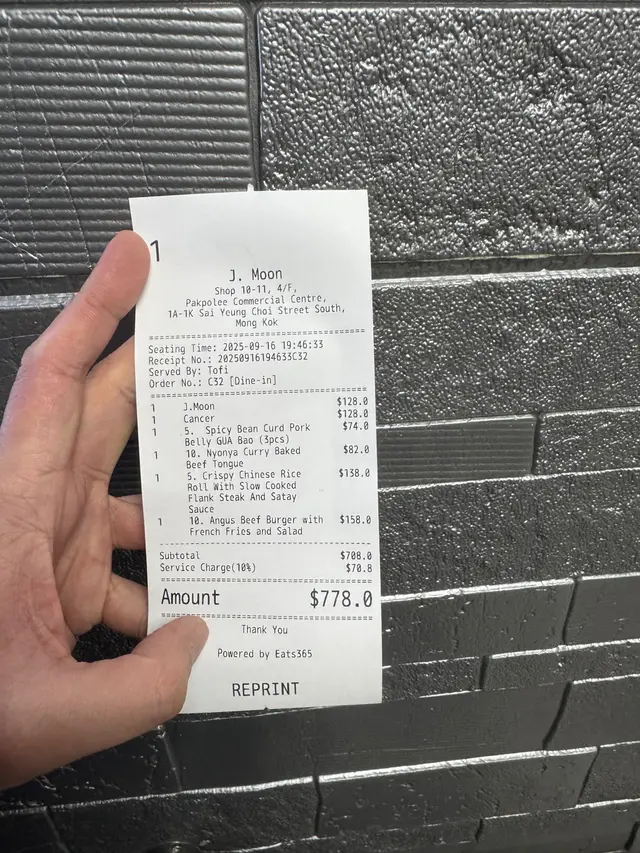 1
J. Moon
Shop 10-11, 4/F,
Pakpolee Commercial Centre,
1A-1K Sai Yeung Choi Street South,
Mong Kok
Seating Time: 2025-09-16 19:46:33
Receipt No.: 20250916194633C32
Served By: Tofi
Order No.: C32 [Dine-in]
1 J.Moon $128.0
1 Cancer $128.0
1 5. Spicy Bean Curd Pork $74.0
Belly GUA Bao (3pcs)
1 10. Nyonya Curry Baked $82.0
Beef Tongue
1 5. Crispy Chinese Rice $138.0
Roll With Slow Cooked
Flank Steak And Satay
Sauce
1 10. Angus Beef Burger with $158.0
French Fries and Salad
Subtotal $708.0
Service Charge(10%) $70.8
Amount $778.0
Thank You
Powered by Eats365
REPRINT